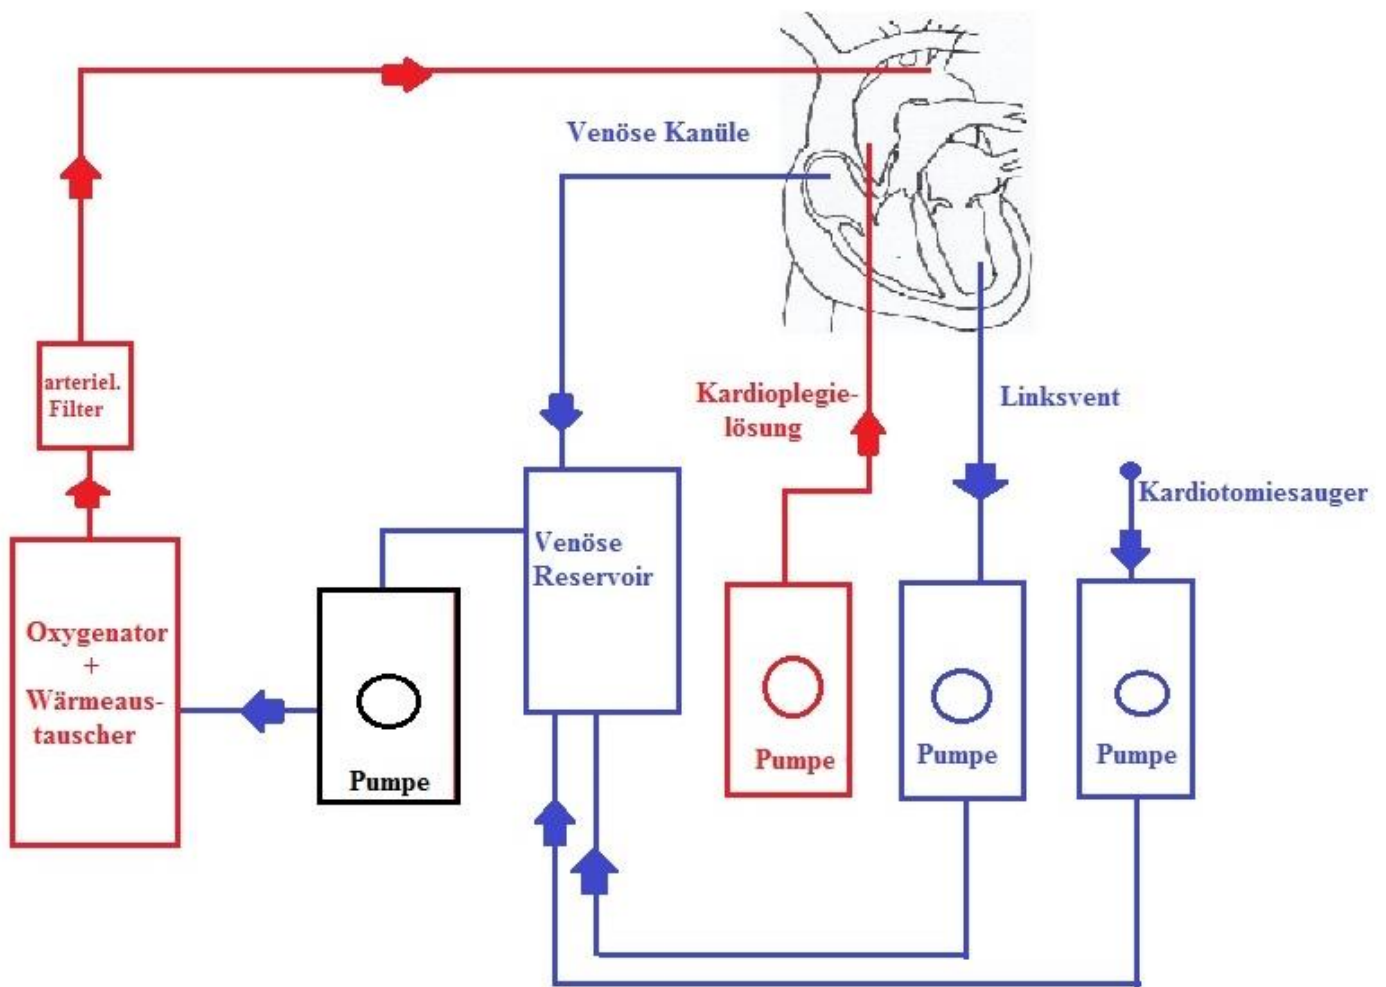 Venöse Kanüle
arteriel.
Filter
Kardioplegie-
lösung
Linksvent
Kardiotomiesauger
Venöse
Reservoir
Oxygenator
+
Wärmeaus-
tauscher
Pumpe
Pumpe
Pumpe
Pumpe